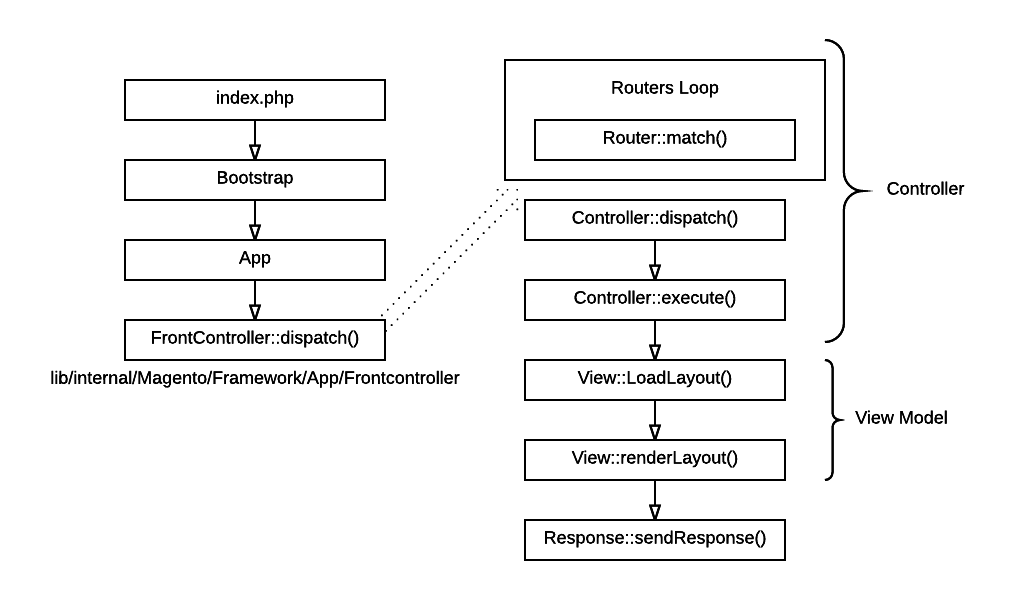 index.php
Bootstrap
App
FrontController::dispatch()
lib/internal/Magento/Framework/App/Frontcontroller
Routers Loop
Router::match()
Controller::dispatch()
Controller::execute()
Controller
View::LoadLayout()
View::renderLayout()
View Model
Response::sendResponse()